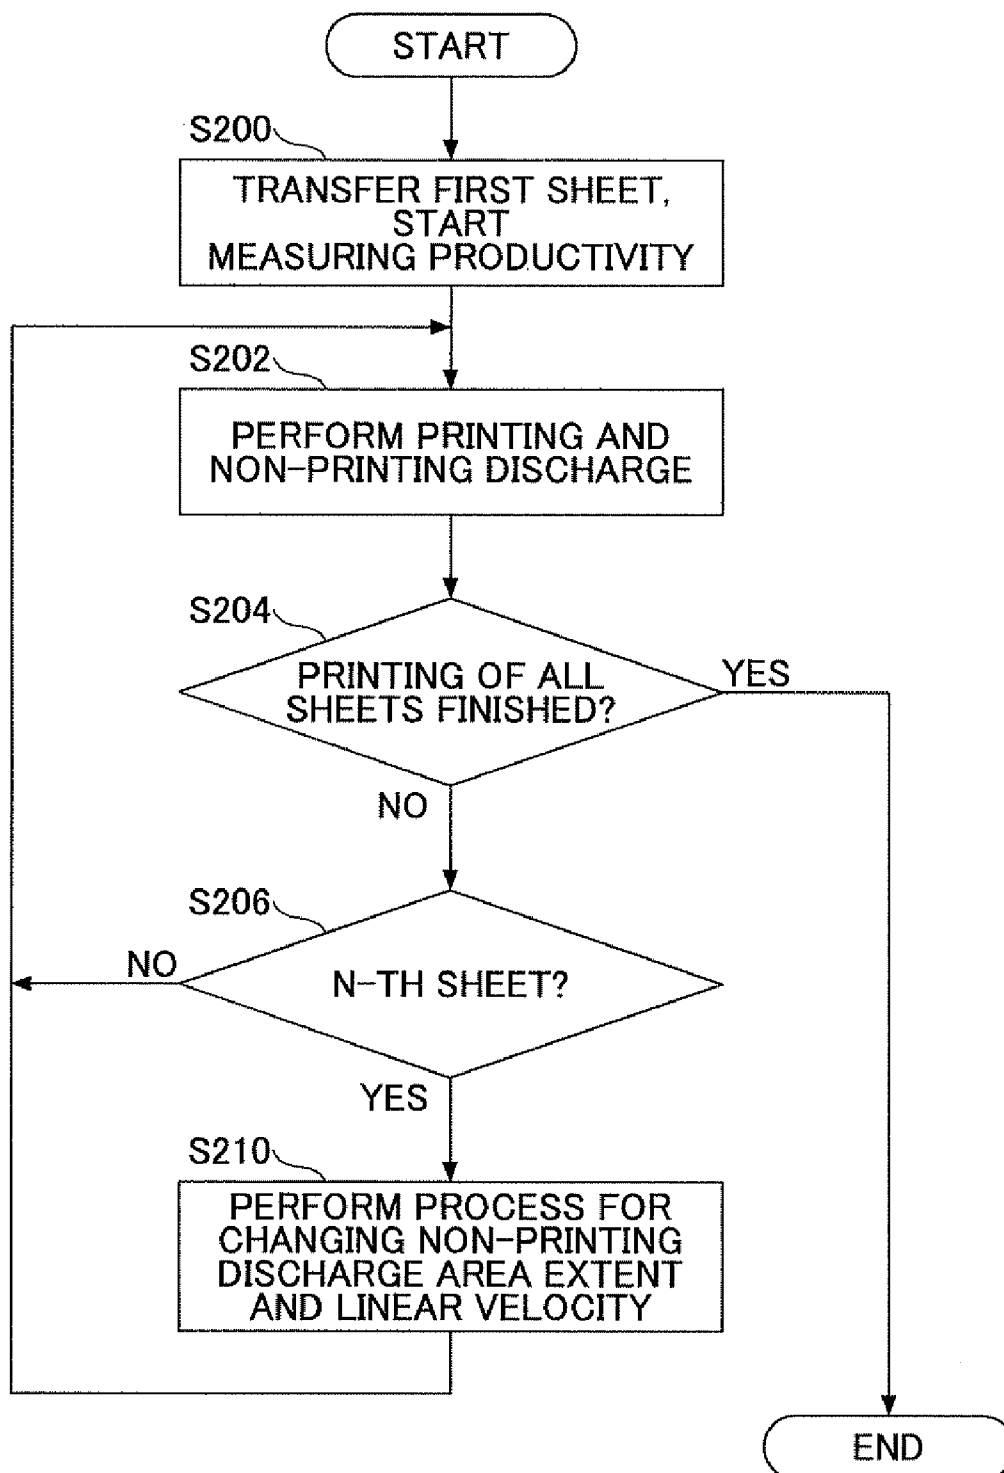 START
S200
TRANSFER FIRST SHEET,
START
MEASURING PRODUCTIVITY
S202
PERFORM PRINTING AND
NON-PRINTING DISCHARGE
S204
PRINTING OF ALL
SHEETS FINISHED?
YES
NO
S206
N-TH SHEET?
NO
YES
S210
PERFORM PROCESS FOR
CHANGING NON-PRINTING
DISCHARGE AREA EXTENT
AND LINEAR VELOCITY
END